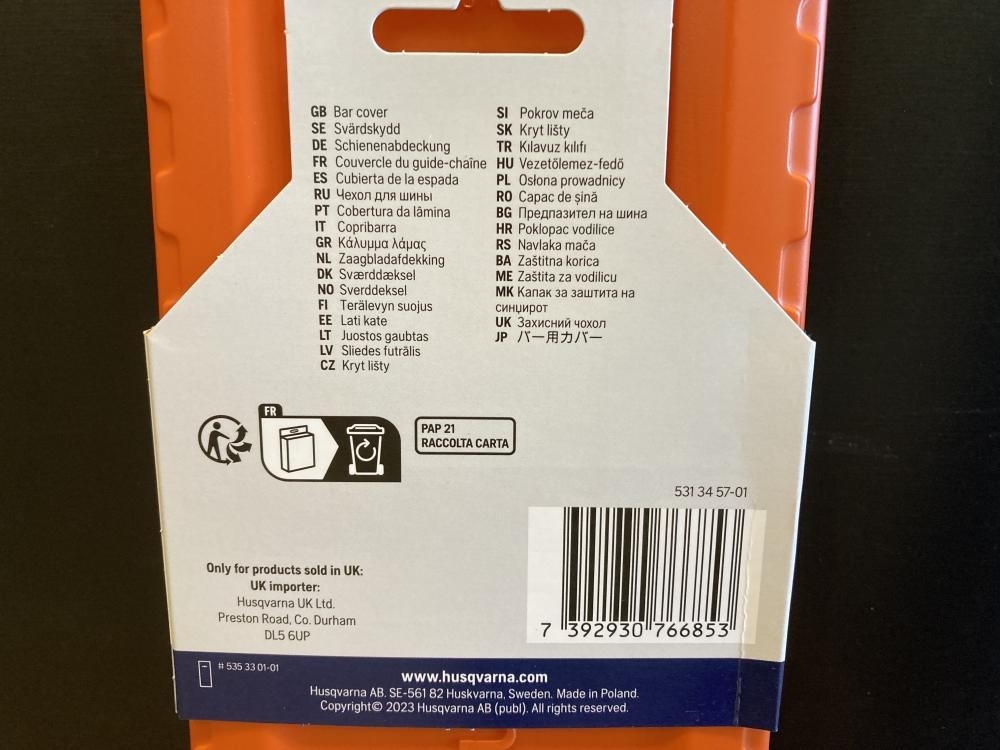 GB Bar cover
SE Svärdskydd
DE Schienenabdeckung
FR Couvercle du guide-chaîne
ES Cubierta de la espada
RU Чехол для шины
PT Cobertura da lâmina
IT Copribarra
GR Κάλυμμα λάμας
NL Zaagbladafdekking
DK Sværddæksel
NO Sverddeksel
FI Terälevyn suojus
EE Lati kate
LT Juostos gaubtas
LV Sliedes futrālis
CZ Kryt lišty
SI Pokrov meča
SK Kryt lišty
TR Kılavuz kılıfı
HU Vezetőlemez-fedő
PL Osłona prowadnicy
RO Capac de șină
BG Предпазител на шина
HR Poklopac vodilice
RS Navlaka mača
BA Zaštitna korica
ME Zaštita za vodilicu
MK Капак за заштита на
синџирот
UK Захисний чохол
JP バー用カバー
FR
PAP 21
RACCOLTA CARTA
531 34 57-01
7 392930 766853
Only for products sold in UK:
UK importer:
Husqvarna UK Ltd.
Preston Road, Co. Durham
DL5 6UP
# 535 33 01-01
www.husqvarna.com
Husqvarna AB. SE-561 82 Huskvarna, Sweden. Made in Poland.
Copyright© 2023 Husqvarna AB (publ). All rights reserved.